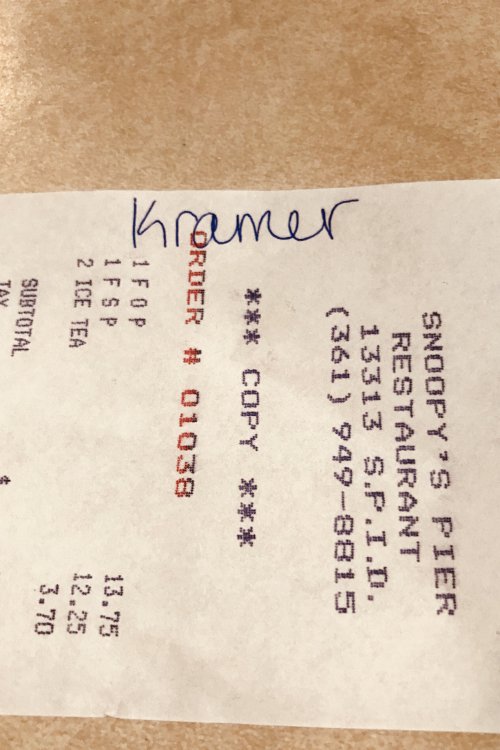 Kramer
SNOOPY'S PIER
RESTAURANT
13313 S.P.I.D.
(361) 949-8815
*** COPY ***
ORDER # 01038
1 F O P 13.75
1 F S P 12.25
2 ICE TEA 3.70
SUBTOTAL
TAX